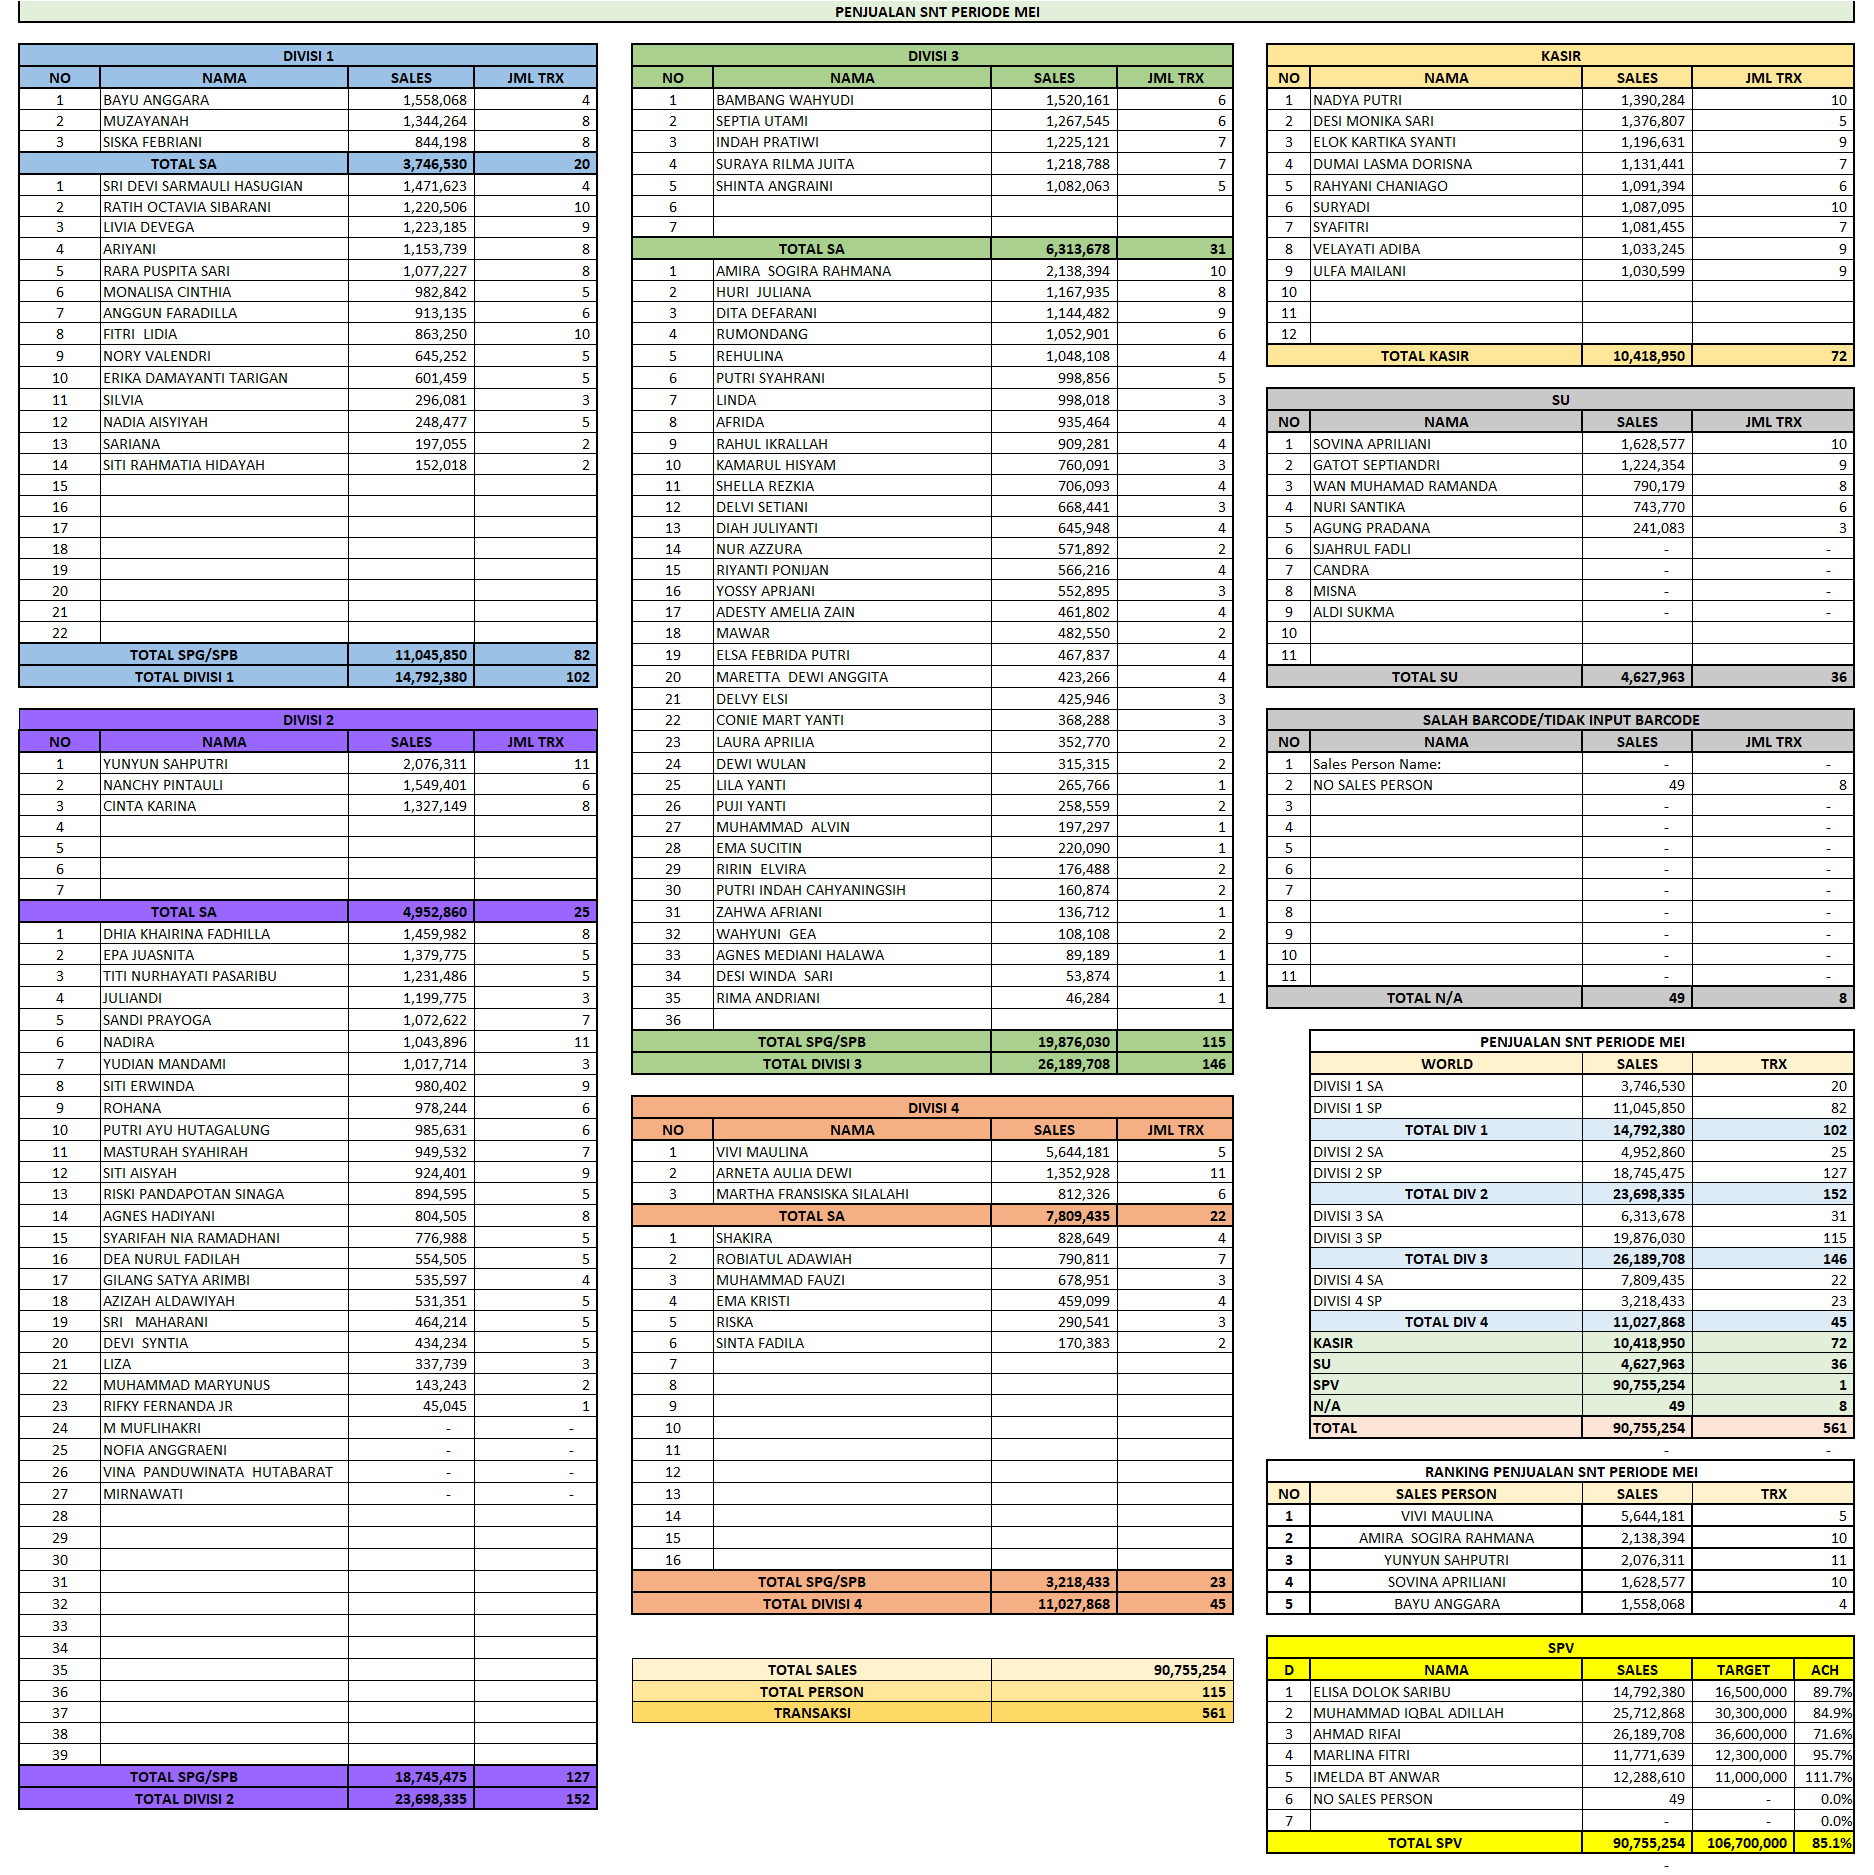 PENJUALAN SNT PERIODE MEI
DIVISI 1
NO NAMA SALES JML TRX
1 BAYU ANGGARA 1,558,068 4
2 MUZAYANAH 1,344,264 8
3 SISKA FEBRIANI 844,198 8
TOTAL SA 3,746,530 20
1 SRI DEVI SARMAULI HASUGIAN 1,471,623 4
2 RATIH OCTAVIA SIBARANI 1,220,506 10
3 LIVIA DEVEGA 1,223,185 9
4 ARIYANI 1,153,739 8
5 RARA PUSPITA SARI 1,077,227 8
6 MONALISA CINTHIA 982,842 5
7 ANGGUN FARADILLA 913,135 6
8 FITRI  LIDIA 863,250 10
9 NORY VALENDRI 645,252 5
10 ERIKA DAMAYANTI TARIGAN 601,459 5
11 SILVIA 296,081 3
12 NADIA AISYIYAH 248,477 5
13 SARIANA 197,055 2
14 SITI RAHMATIA HIDAYAH 152,018 2
15
16
17
18
19
20
21
22
TOTAL SPG/SPB 11,045,850 82
TOTAL DIVISI 1 14,792,380 102
DIVISI 2
NO NAMA SALES JML TRX
1 YUNYUN SAHPUTRI 2,076,311 11
2 NANCHY PINTAULI 1,549,401 6
3 CINTA KARINA 1,327,149 8
4
5
6
7
TOTAL SA 4,952,860 25
1 DHIA KHAIRINA FADHILLA 1,459,982 8
2 EPA JUASNITA 1,379,775 5
3 TITI NURHAYATI PASARIBU 1,231,486 5
4 JULIANDI 1,199,775 3
5 SANDI PRAYOGA 1,072,622 7
6 NADIRA 1,043,896 11
7 YUDIAN MANDAMI 1,017,714 3
8 SITI ERWINDA 980,402 9
9 ROHANA 978,244 6
10 PUTRI AYU HUTAGALUNG 985,631 6
11 MASTURAH SYAHIRAH 949,532 7
12 SITI AISYAH 924,401 9
13 RISKI PANDAPOTAN SINAGA 894,595 5
14 AGNES HADIYANI 804,505 8
15 SYARIFAH NIA RAMADHANI 776,988 5
16 DEA NURUL FADILAH 554,505 5
17 GILANG SATYA ARIMBI 535,597 4
18 AZIZAH ALDAWIYAH 531,351 5
19 SRI   MAHARANI 464,214 5
20 DEVI  SYNTIA 434,234 5
21 LIZA 337,739 3
22 MUHAMMAD MARYUNUS 143,243 2
23 RIFKY FERNANDA JR 45,045 1
24 M MUFLIHAKRI - -
25 NOFIA ANGGRAENI - -
26 VINA  PANDUWINATA  HUTABARAT - -
27 MIRNAWATI - -
28
29
30
31
32
33
34
35
36
37
38
39
TOTAL SPG/SPB 18,745,475 127
TOTAL DIVISI 2 23,698,335 152
DIVISI 3
NO NAMA SALES JML TRX
1 BAMBANG WAHYUDI 1,520,161 6
2 SEPTIA UTAMI 1,267,545 6
3 INDAH PRATIWI 1,225,121 7
4 SURAYA RILMA JUITA 1,218,788 7
5 SHINTA ANGRAINI 1,082,063 5
6
7
TOTAL SA 6,313,678 31
1 AMIRA  SOGIRA RAHMANA 2,138,394 10
2 HURI  JULIANA 1,167,935 8
3 DITA DEFARANI 1,144,482 9
4 RUMONDANG 1,052,901 6
5 REHULINA 1,048,108 4
6 PUTRI SYAHRANI 998,856 5
7 LINDA 998,018 3
8 AFRIDA 935,464 4
9 RAHUL IKRALLAH 909,281 4
10 KAMARUL HISYAM 760,091 3
11 SHELLA REZKIA 706,093 4
12 DELVI SETIANI 668,441 3
13 DIAH JULIYANTI 645,948 4
14 NUR AZZURA 571,892 2
15 RIYANTI PONIJAN 566,216 4
16 YOSSY APRJANI 552,895 3
17 ADESTY AMELIA ZAIN 461,802 4
18 MAWAR 482,550 2
19 ELSA FEBRIDA PUTRI 467,837 4
20 MARETTA  DEWI ANGGITA 423,266 4
21 DELVY ELSI 425,946 3
22 CONIE MART YANTI 368,288 3
23 LAURA APRILIA 352,770 2
24 DEWI WULAN 315,315 2
25 LILA YANTI 265,766 1
26 PUJI YANTI 258,559 2
27 MUHAMMAD  ALVIN 197,297 1
28 EMA SUCITIN 220,090 1
29 RIRIN  ELVIRA 176,488 2
30 PUTRI INDAH CAHYANINGSIH 160,874 2
31 ZAHWA AFRIANI 136,712 1
32 WAHYUNI  GEA 108,108 2
33 AGNES MEDIANI HALAWA 89,189 1
34 DESI WINDA  SARI 53,874 1
35 RIMA ANDRIANI 46,284 1
36
TOTAL SPG/SPB 19,876,030 115
TOTAL DIVISI 3 26,189,708 146
DIVISI 4
NO NAMA SALES JML TRX
1 VIVI MAULINA 5,644,181 5
2 ARNETA AULIA DEWI 1,352,928 11
3 MARTHA FRANSISKA SILALAHI 812,326 6
TOTAL SA 7,809,435 22
1 SHAKIRA 828,649 4
2 ROBIATUL ADAWIAH 790,811 7
3 MUHAMMAD FAUZI 678,951 3
4 EMA KRISTI 459,099 4
5 RISKA 290,541 3
6 SINTA FADILA 170,383 2
7
8
9
10
11
12
13
14
15
16
TOTAL SPG/SPB 3,218,433 23
TOTAL DIVISI 4 11,027,868 45
TOTAL SALES 90,755,254
TOTAL PERSON 115
TRANSAKSI 561
KASIR
NO NAMA SALES JML TRX
1 NADYA PUTRI 1,390,284 10
2 DESI MONIKA SARI 1,376,807 5
3 ELOK KARTIKA SYANTI 1,196,631 9
4 DUMAI LASMA DORISNA 1,131,441 7
5 RAHYANI CHANIAGO 1,091,394 6
6 SURYADI 1,087,095 10
7 SYAFITRI 1,081,455 7
8 VELAYATI ADIBA 1,033,245 9
9 ULFA MAILANI 1,030,599 9
10
11
12
TOTAL KASIR 10,418,950 72
SU
NO NAMA SALES JML TRX
1 SOVINA APRILIANI 1,628,577 10
2 GATOT SEPTIANDRI 1,224,354 9
3 WAN MUHAMAD RAMANDA 790,179 8
4 NURI SANTIKA 743,770 6
5 AGUNG PRADANA 241,083 3
6 SJAHRUL FADLI - -
7 CANDRA - -
8 MISNA - -
9 ALDI SUKMA - -
10
11
TOTAL SU 4,627,963 36
SALAH BARCODE/TIDAK INPUT BARCODE
NO NAMA SALES JML TRX
1 Sales Person Name: - -
2 NO SALES PERSON 49 8
3 - -
4 - -
5 - -
6 - -
7 - -
8 - -
9 - -
10 - -
11 - -
TOTAL N/A 49 8
PENJUALAN SNT PERIODE MEI
WORLD SALES TRX
DIVISI 1 SA 3,746,530 20
DIVISI 1 SP 11,045,850 82
TOTAL DIV 1 14,792,380 102
DIVISI 2 SA 4,952,860 25
DIVISI 2 SP 18,745,475 127
TOTAL DIV 2 23,698,335 152
DIVISI 3 SA 6,313,678 31
DIVISI 3 SP 19,876,030 115
TOTAL DIV 3 26,189,708 146
DIVISI 4 SA 7,809,435 22
DIVISI 4 SP 3,218,433 23
TOTAL DIV 4 11,027,868 45
KASIR 10,418,950 72
SU 4,627,963 36
SPV 90,755,254 1
N/A 49 8
TOTAL 90,755,254 561
- -
RANKING PENJUALAN SNT PERIODE MEI
NO SALES PERSON SALES TRX
1 VIVI MAULINA 5,644,181 5
2 AMIRA  SOGIRA RAHMANA 2,138,394 10
3 YUNYUN SAHPUTRI 2,076,311 11
4 SOVINA APRILIANI 1,628,577 10
5 BAYU ANGGARA 1,558,068 4
SPV
D NAMA SALES TARGET ACH
1 ELISA DOLOK SARIBU 14,792,380 16,500,000 89.7%
2 MUHAMMAD IQBAL ADILLAH 25,712,868 30,300,000 84.9%
3 AHMAD RIFAI 26,189,708 36,600,000 71.6%
4 MARLINA FITRI 11,771,639 12,300,000 95.7%
5 IMELDA BT ANWAR 12,288,610 11,000,000 111.7%
6 NO SALES PERSON 49 - 0.0%
7 - - 0.0%
TOTAL SPV 90,755,254 106,700,000 85.1%
-